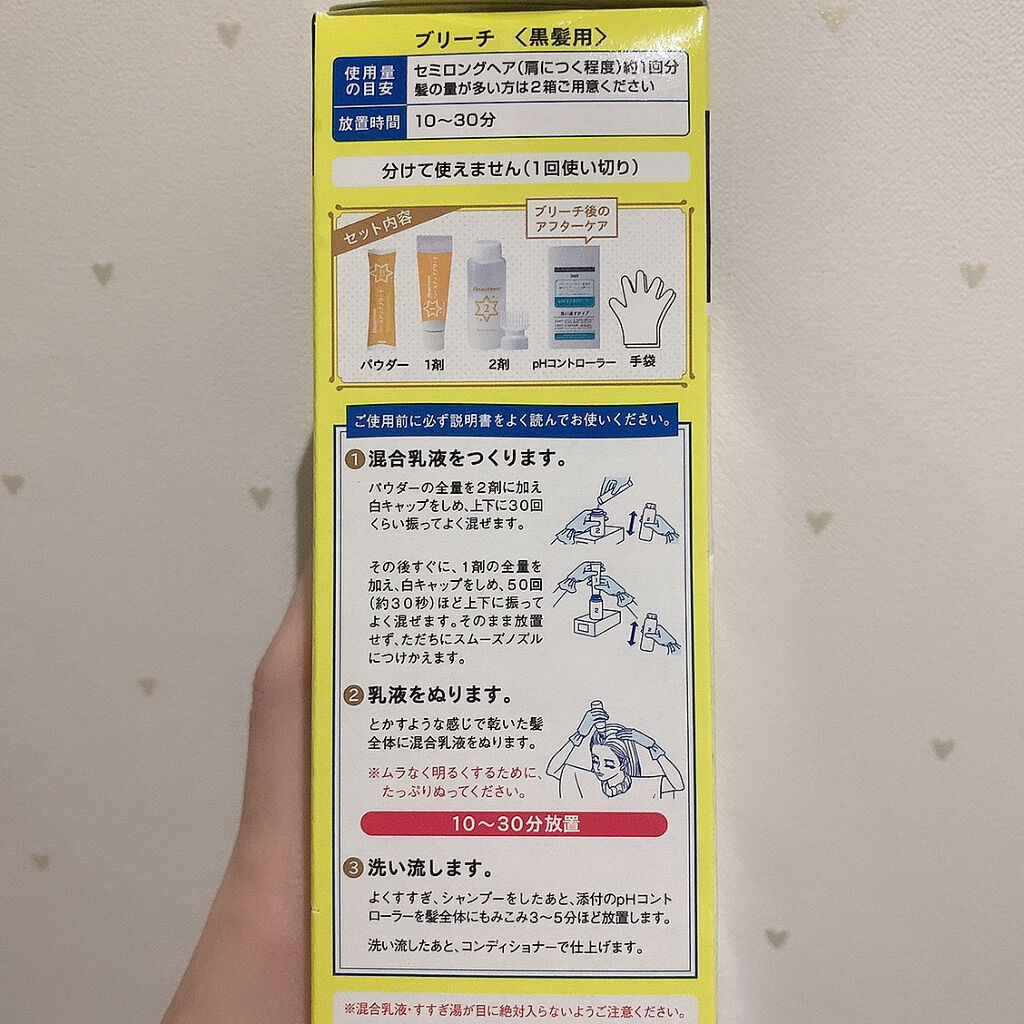 ブリーチ 〈黒髪用〉
使用量
の目安
セミロングヘア(肩につく程度)約1回分
髪の量が多い方は2箱ご用意ください
放置時間
10〜30分
分けて使えません(1回使い切り)
セット内容
ブリーチ後の
アフターケア
2
パウダー
1剤
2剤
pHコントローラー
手袋
ご使用前に必ず説明書をよく読んでお使いください。
1 混合乳液をつくります。
パウダーの全量を2剤に加え
白キャップをしめ、上下に30回
くらい振ってよく混ぜます。
その後すぐに、1剤の全量を
加え、白キャップをしめ、50回
(約30秒)ほど上下に振って
よく混ぜます。そのまま放置
せず、ただちにスムーズノズル
につけかえます。
2 乳液をぬります。
とかすような感じで乾いた髪
全体に混合乳液をぬります。
※ムラなく明るくするために、
たっぷりぬってください。
10〜30分放置
3 洗い流します。
よくすすぎ、シャンプーをしたあと、添付のpHコント
ローラーを髪全体にもみこみ3〜5分ほど放置します。
洗い流したあと、コンディショナーで仕上げます。
※混合乳液・すすぎ湯が目に絶対入らないようご注意ください。